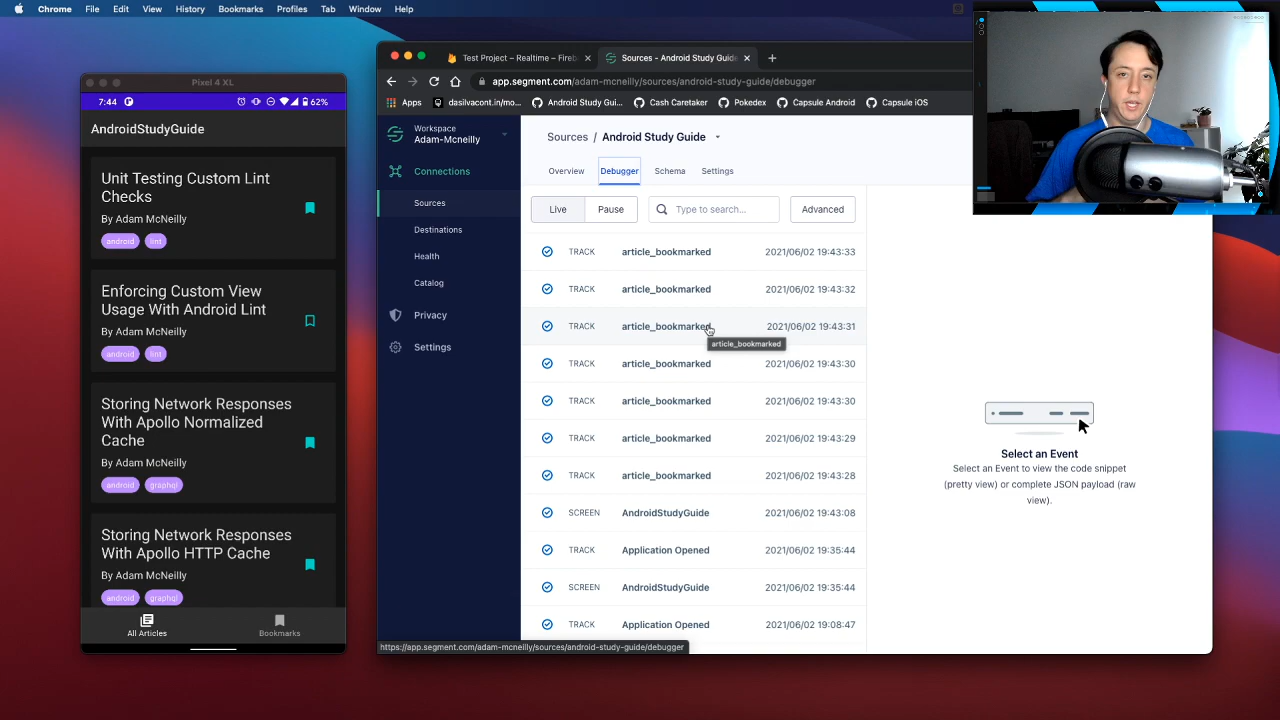 Chrome File Edit View History Bookmarks Profiles Tab Window Help
Pixel 4 XL
7:44
62%
AndroidStudyGuide
Unit Testing Custom Lint
Checks
By Adam McNeilly
android lint
Enforcing Custom View
Usage With Android Lint
By Adam McNeilly
android lint
Storing Network Responses
With Apollo Normalized
Cache
By Adam McNeilly
android graphql
Storing Network Responses
With Apollo HTTP Cache
By Adam McNeilly
android graphql
All Articles
Bookmarks
Test Project – Realtime – Fireb
Sources - Android Study Guide
app.segment.com/adam-mcneilly/sources/android-study-guide/debugger
Apps dasilvacont.in/mo... Android Study Gui... Cash Caretaker Pokedex Capsule Android Capsule iOS
Workspace
Adam-Mcneilly
Connections
Sources
Destinations
Health
Catalog
Privacy
Settings
Sources / Android Study Guide
Overview Debugger Schema Settings
Live Pause Type to search... Advanced
TRACK article_bookmarked 2021/06/02 19:43:33
TRACK article_bookmarked 2021/06/02 19:43:32
TRACK article_bookmarked 2021/06/02 19:43:31
article_bookmarked
TRACK article_bookmarked 2021/06/02 19:43:30
TRACK article_bookmarked 2021/06/02 19:43:30
TRACK article_bookmarked 2021/06/02 19:43:29
TRACK article_bookmarked 2021/06/02 19:43:28
SCREEN AndroidStudyGuide 2021/06/02 19:43:08
TRACK Application Opened 2021/06/02 19:35:44
SCREEN AndroidStudyGuide 2021/06/02 19:35:44
TRACK Application Opened 2021/06/02 19:08:47
Select an Event
Select an Event to view the code snippet
(pretty view) or complete JSON payload (raw
view).
https://app.segment.com/adam-mcneilly/sources/android-study-guide/debugger